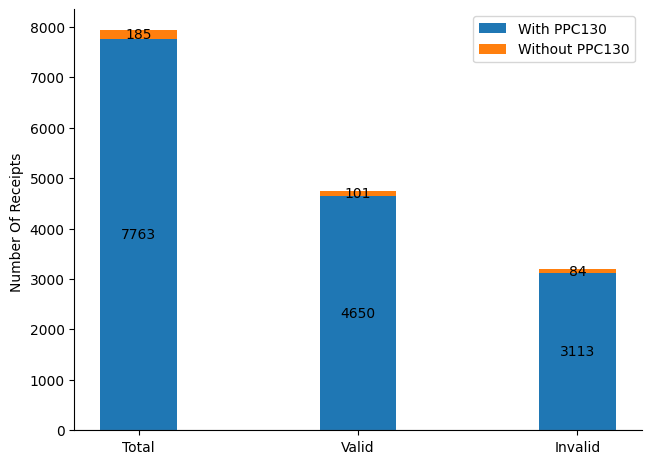 With PPC130
Without PPC130
Number Of Receipts
8000
7000
6000
5000
4000
3000
2000
1000
0
185
7763
101
4650
84
3113
Total
Valid
Invalid